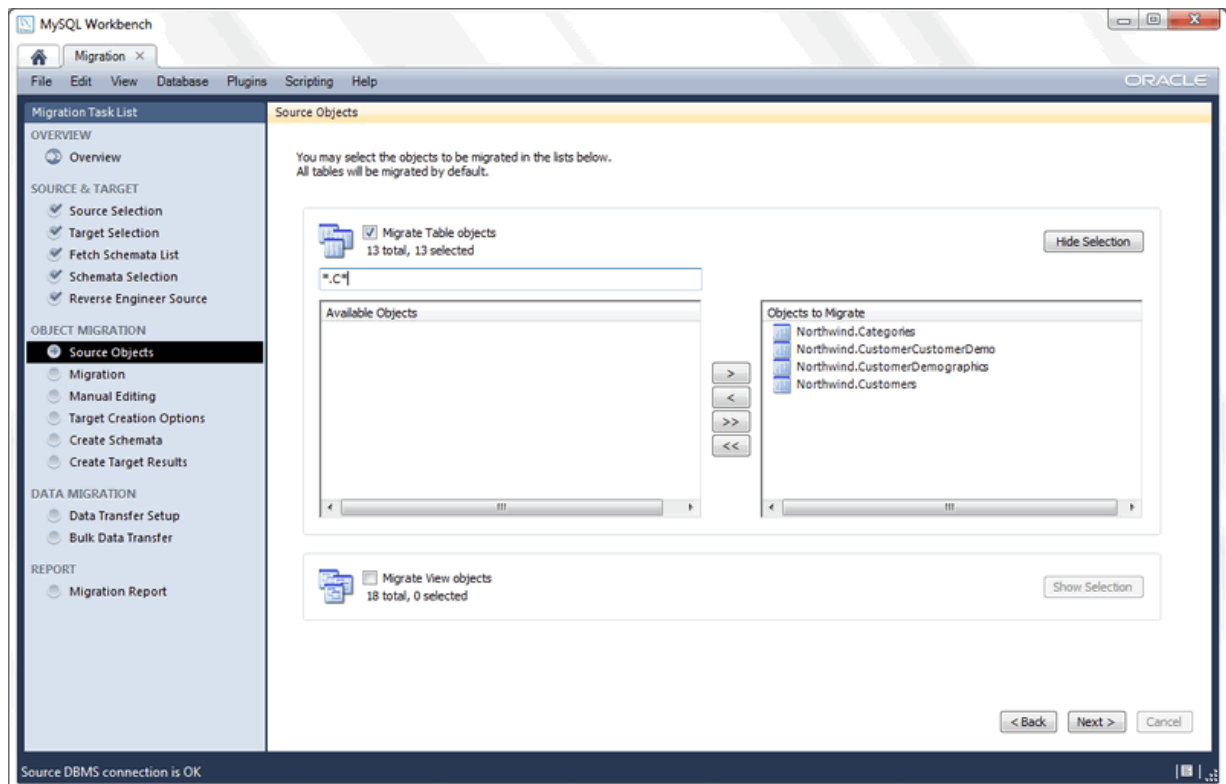 MySQL Workbench
Migration
File Edit View Database Plugins Scripting Help
ORACLE
Migration Task List
OVERVIEW
Overview
SOURCE & TARGET
Source Selection
Target Selection
Fetch Schemata List
Schemata Selection
Reverse Engineer Source
OBJECT MIGRATION
Source Objects
Migration
Manual Editing
Target Creation Options
Create Schemata
Create Target Results
DATA MIGRATION
Data Transfer Setup
Bulk Data Transfer
REPORT
Migration Report
Source Objects
You may select the objects to be migrated in the lists below.
All tables will be migrated by default.
Migrate Table objects
13 total, 13 selected
Hide Selection
*.C*
Available Objects
>
<
>>
<<
Objects to Migrate
Northwind.Categories
Northwind.CustomerCustomerDemo
Northwind.CustomerDemographics
Northwind.Customers
Migrate View objects
18 total, 0 selected
Show Selection
< Back Next > Cancel
Source DBMS connection is OK